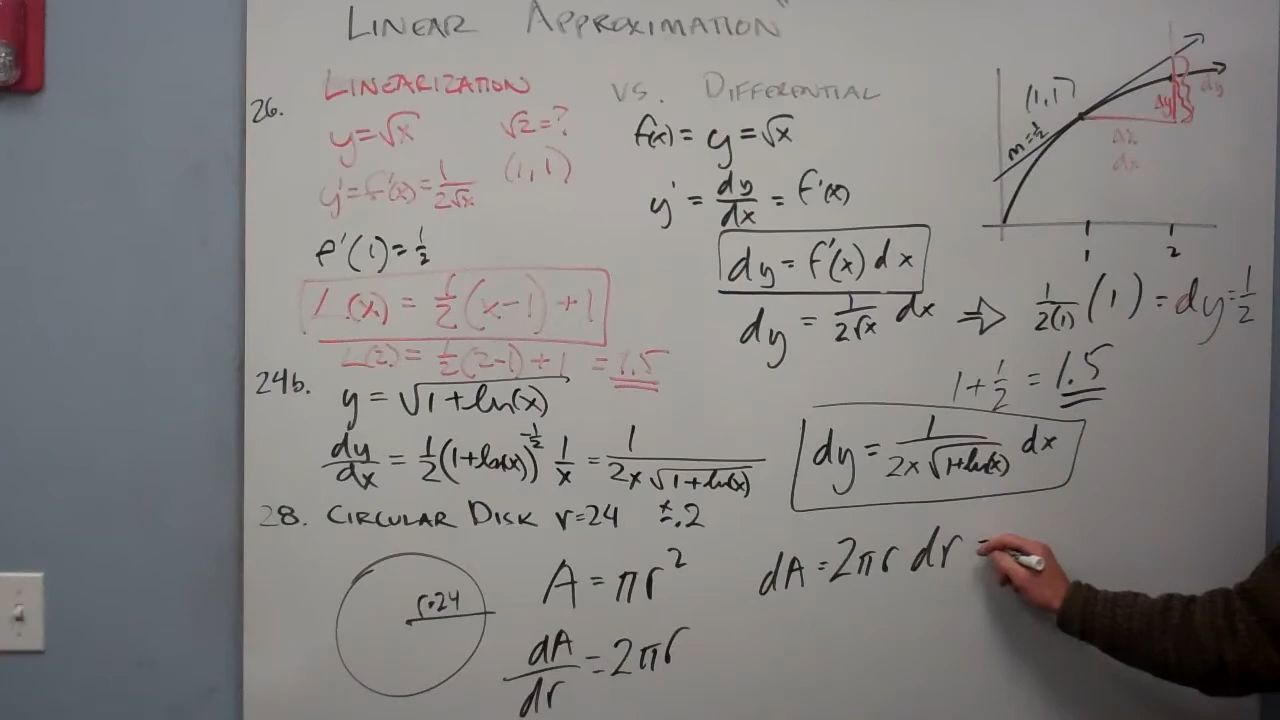 LINEAR APPROXIMATION"
LINEARIZATION VS. DIFFERENTIAL
26.
y=√x √2=?
y'=f'(x)=1/(2√x) (1,1)
f'(1)=1/2
L(x) = 1/2(x-1)+1
L(2) = 1/2(2-1)+1 = 1.5
f(x) = y=√x
y' = dy/dx = f'(x)
dy = f'(x) dx
dy = 1/(2√x) dx ⇒ 1/(2(1)) (1) = dy=1/2
1+1/2 = 1.5
(1,1)
m=1/2
Δy dy
Δx
dx
1 2
24b.
y = √(1+ln(x))
dy/dx = 1/2(1+ln(x))^(-1/2) 1/x = 1/(2x√(1+ln(x)))
dy = 1/(2x√(1+ln(x))) dx
28. CIRCULAR DISK r=24 ±.2
r=24
A = πr²
dA/dr = 2πr
dA = 2πr dr =